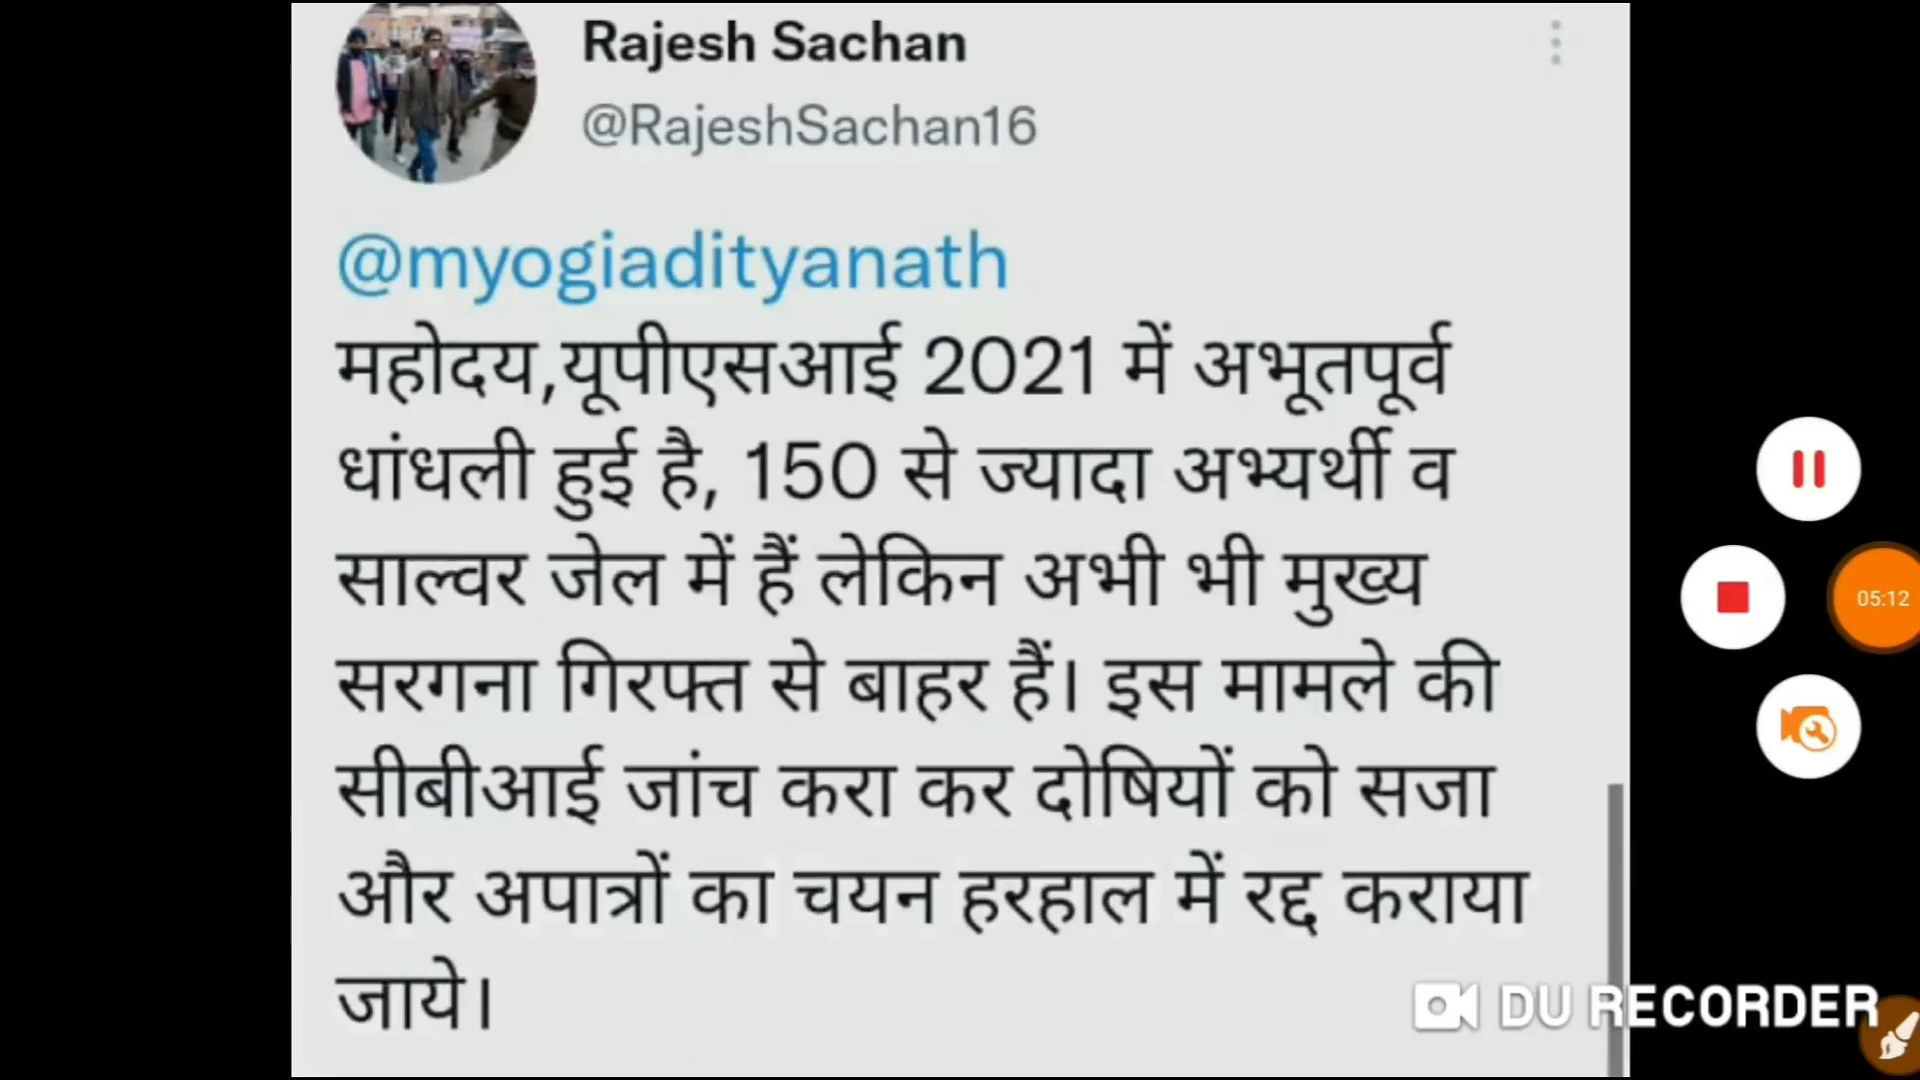 Rajesh Sachan
@RajeshSachan16
@myogiadityanath
महोदय,यूपीएसआई 2021 में अभूतपूर्व
धांधली हुई है, 150 से ज्यादा अभ्यर्थी व
साल्वर जेल में हैं लेकिन अभी भी मुख्य
सरगना गिरफ्त से बाहर हैं। इस मामले की
सीबीआई जांच करा कर दोषियों को सजा
और अपात्रों का चयन हरहाल में रद्द कराया
जाये।
05:12
DU RECORDER